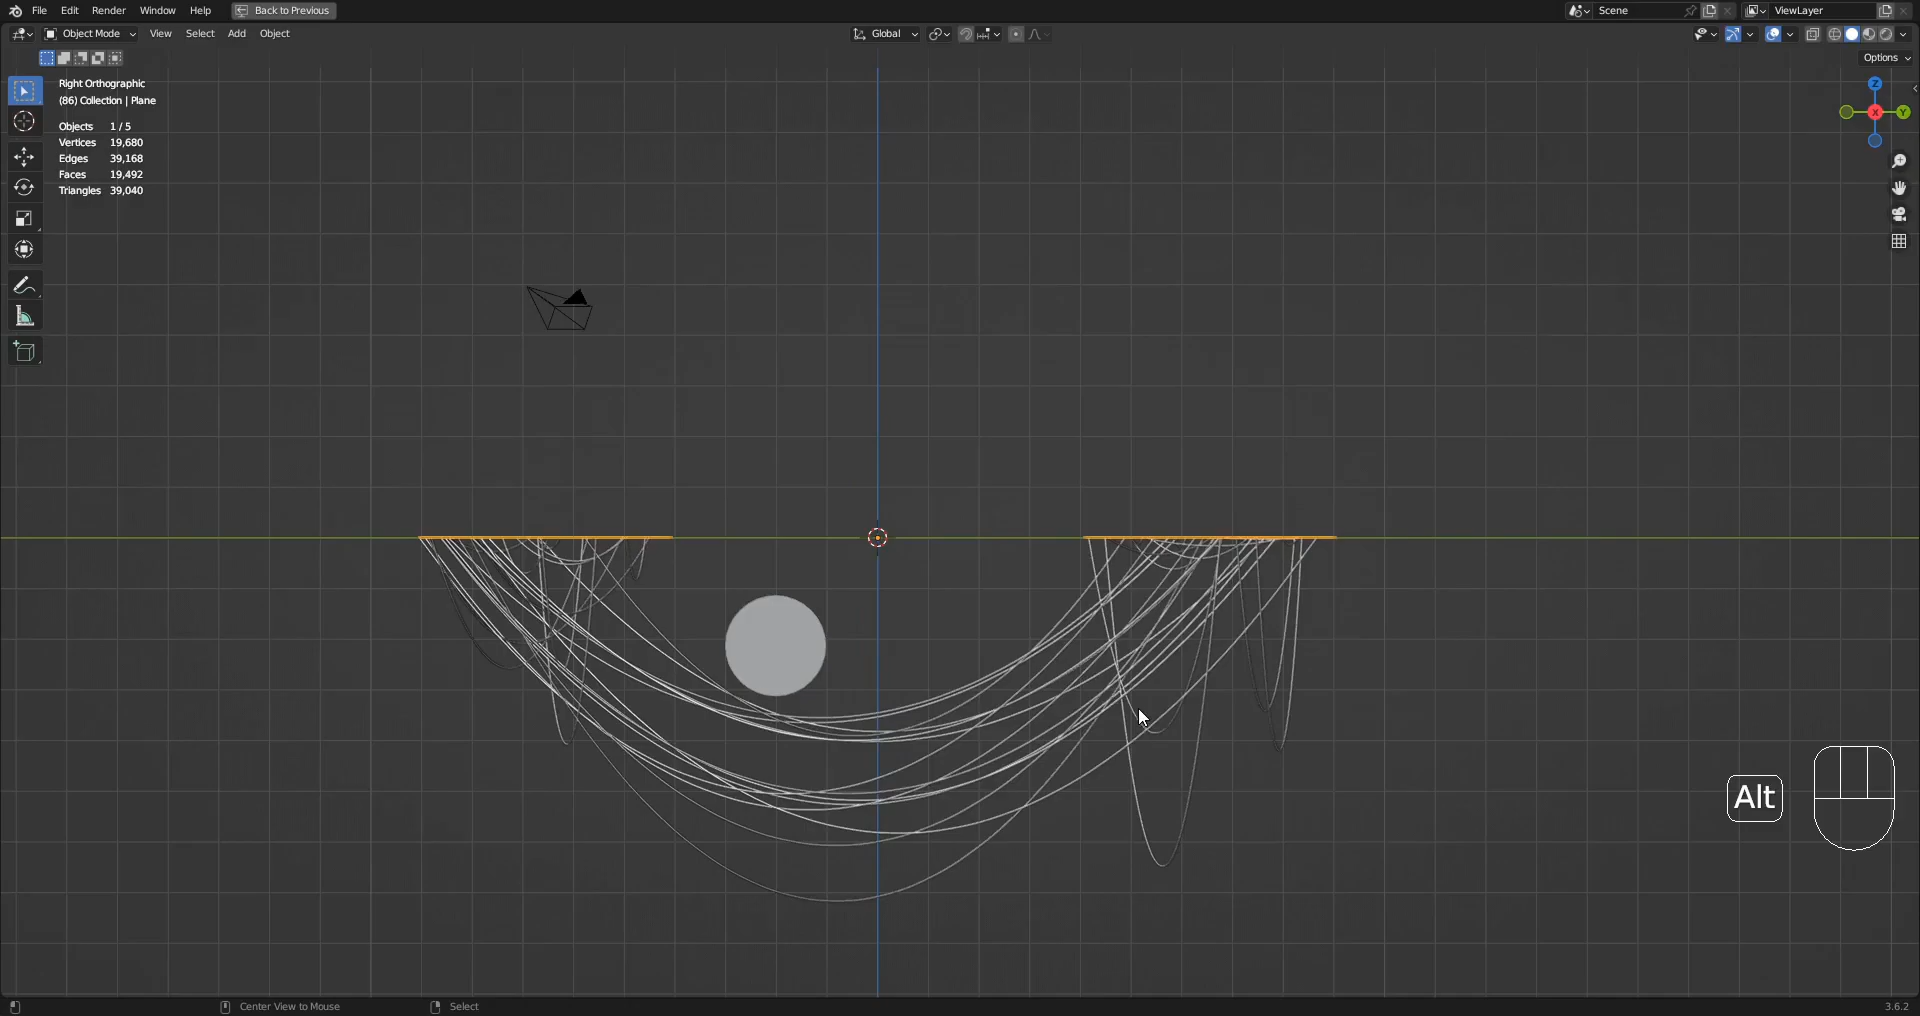 File Edit Render Window Help Back to Previous Scene ViewLayer
Object Mode View Select Add Object Global
Options
Right Orthographic
(86) Collection | Plane
Objects 1 / 5
Vertices 19,680
Edges 39,168
Faces 19,492
Triangles 39,040
Z
Y
X
Alt
Center View to Mouse Select 3.6.2